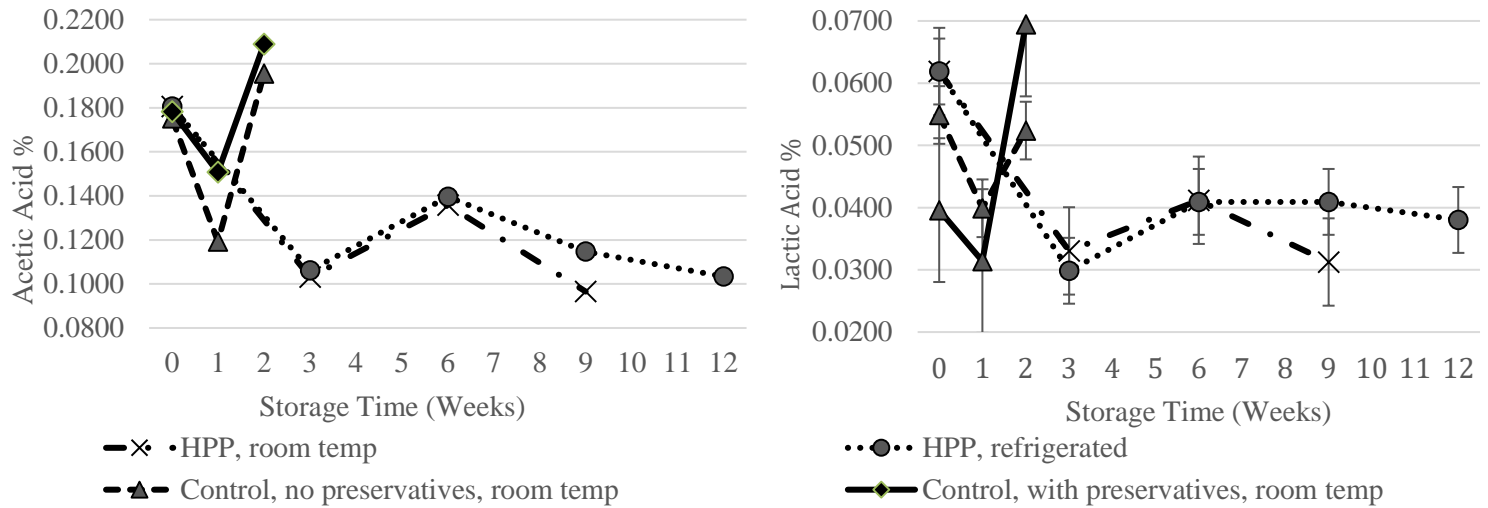 Acetic Acid %
0.2200
0.2000
0.1800
0.1600
0.1400
0.1200
0.1000
0.0800
0 1 2 3 4 5 6 7 8 9 10 11 12
Storage Time (Weeks)
Lactic Acid %
0.0700
0.0600
0.0500
0.0400
0.0300
0.0200
0 1 2 3 4 5 6 7 8 9 10 11 12
Storage Time (Weeks)
HPP, room temp
HPP, refrigerated
Control, no preservatives, room temp
Control, with preservatives, room temp